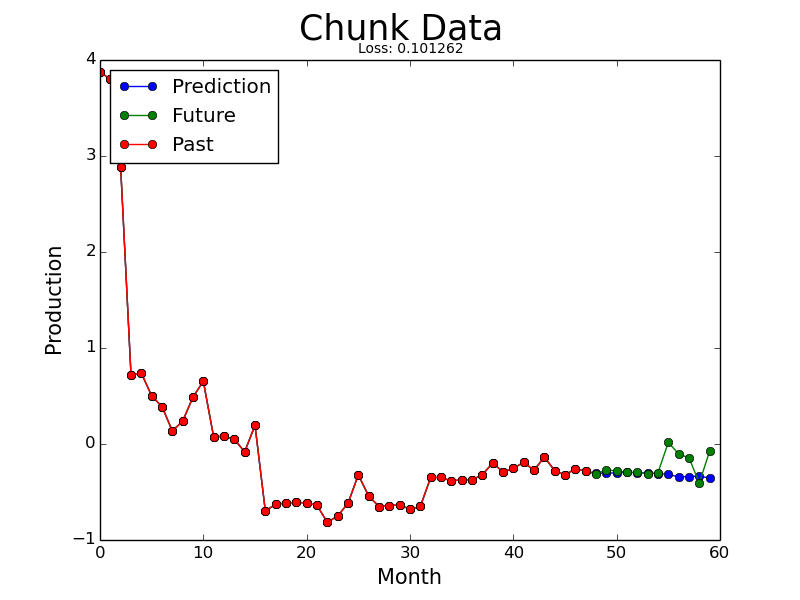 Chunk Data
Loss: 0.101262
Prediction
Future
Past
Production
4
3
2
1
0
−1
0 10 20 30 40 50 60
Month